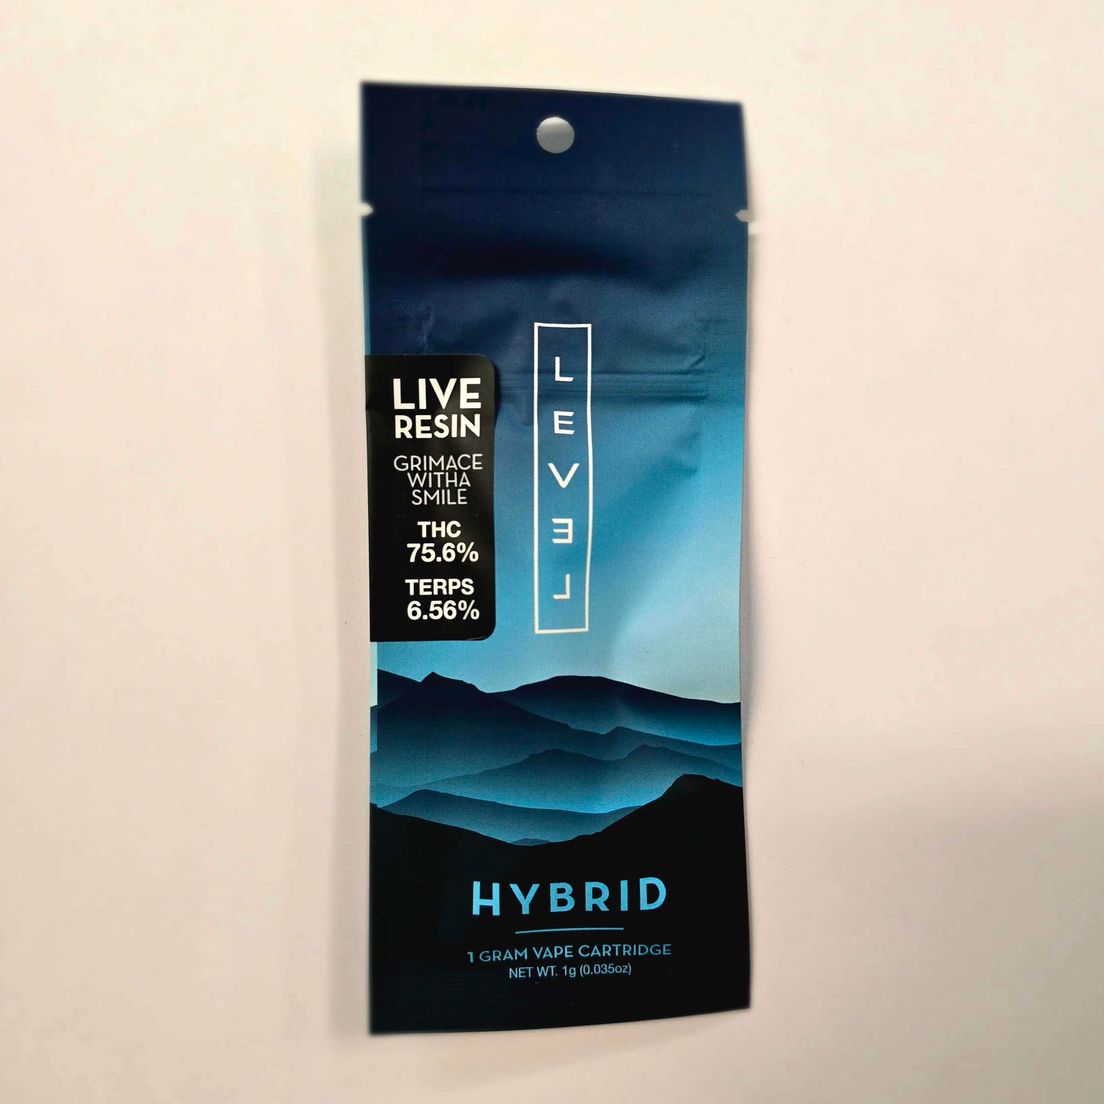 LEVEL
LIVE
RESIN
GRIMACE
WITHA
SMILE
THC
75.6%
TERPS
6.56%
HYBRID
1 GRAM VAPE CARTRIDGE
NET WT. 1g (0.035oz)